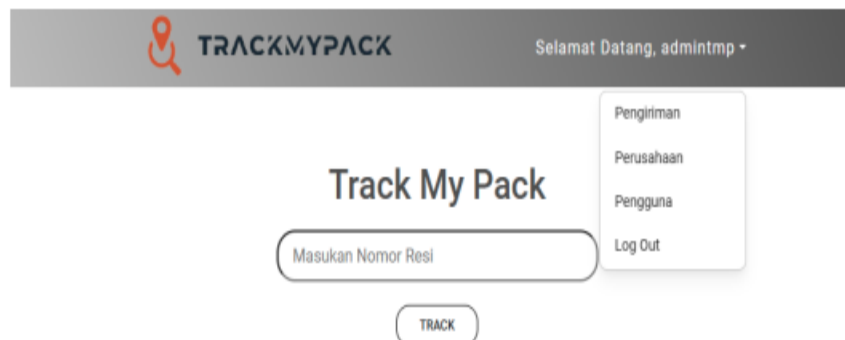 TRACKMYPACK
Selamat Datang, admintmp
Pengiriman
Perusahaan
Pengguna
Log Out
Track My Pack
Masukan Nomor Resi
TRACK